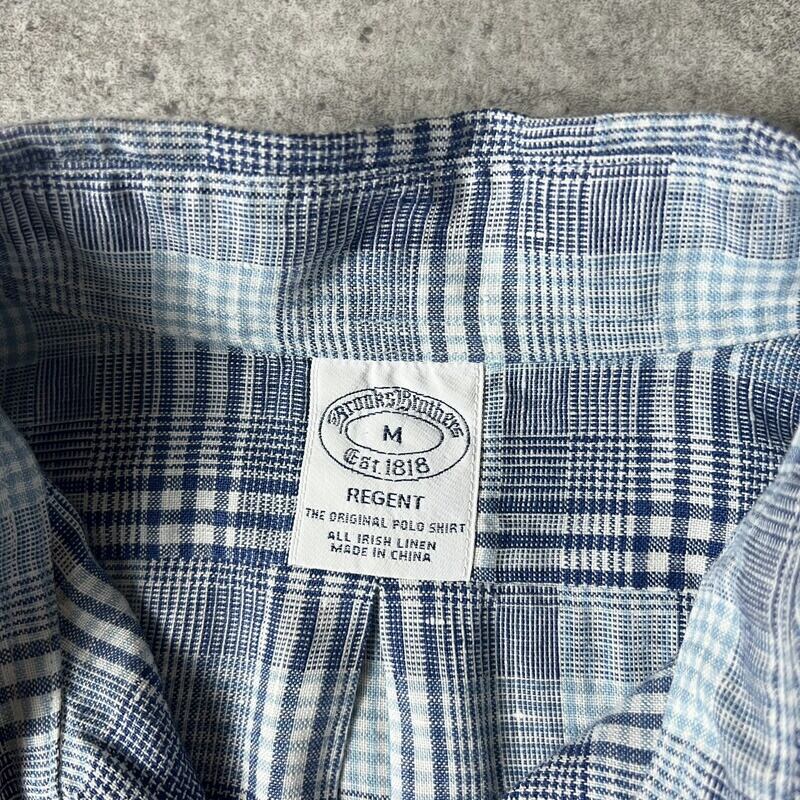 Brooks Brothers
M
Est. 1818
REGENT
THE ORIGINAL POLO SHIRT
ALL IRISH LINEN
MADE IN CHINA